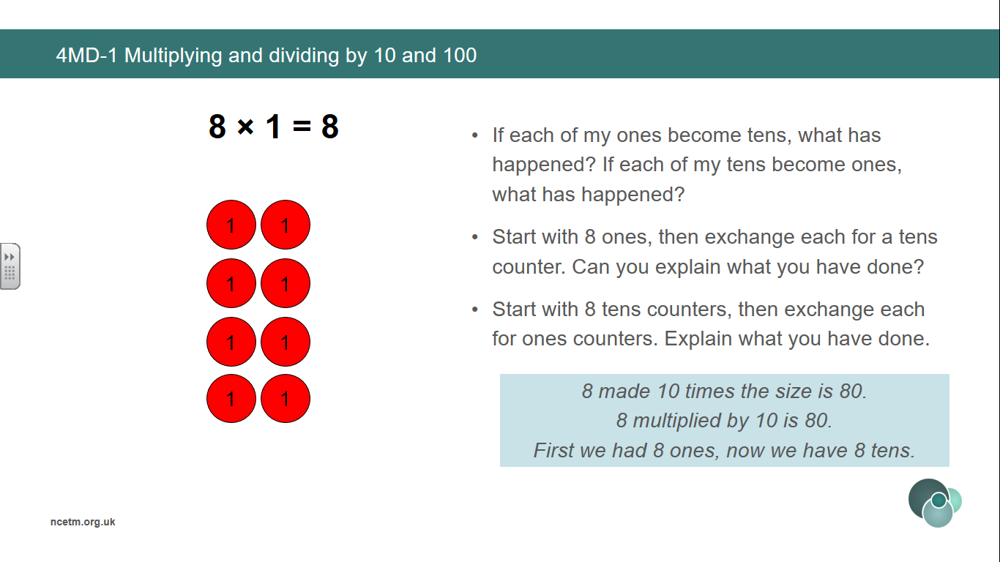 4MD-1 Multiplying and dividing by 10 and 100
8 × 1 = 8
1 1
1 1
1 1
1 1
• If each of my ones become tens, what has
happened? If each of my tens become ones,
what has happened?
• Start with 8 ones, then exchange each for a tens
counter. Can you explain what you have done?
• Start with 8 tens counters, then exchange each
for ones counters. Explain what you have done.
8 made 10 times the size is 80.
8 multiplied by 10 is 80.
First we had 8 ones, now we have 8 tens.
ncetm.org.uk